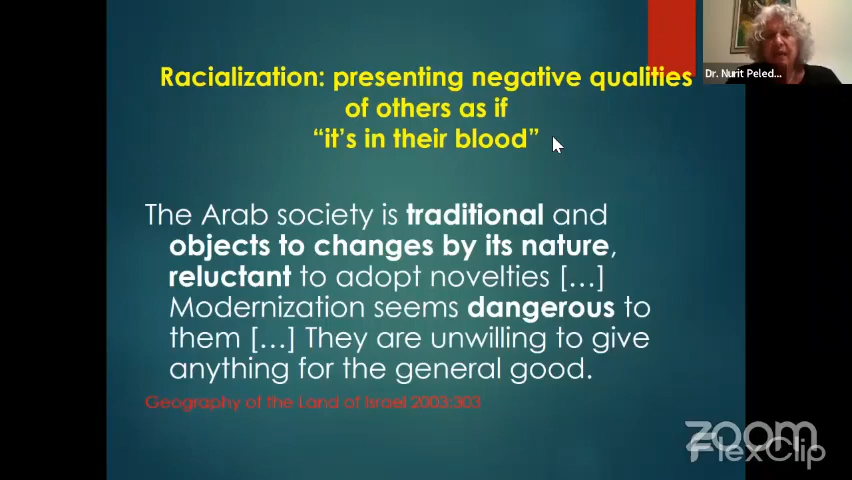 Racialization: presenting negative qualities
of others as if
“it’s in their blood”
Dr. Nurit Peled...
The Arab society is traditional and
objects to changes by its nature,
reluctant to adopt novelties […]
Modernization seems dangerous to
them […] They are unwilling to give
anything for the general good.
Geography of the Land of Israel 2003:303
zoom
FlexClip